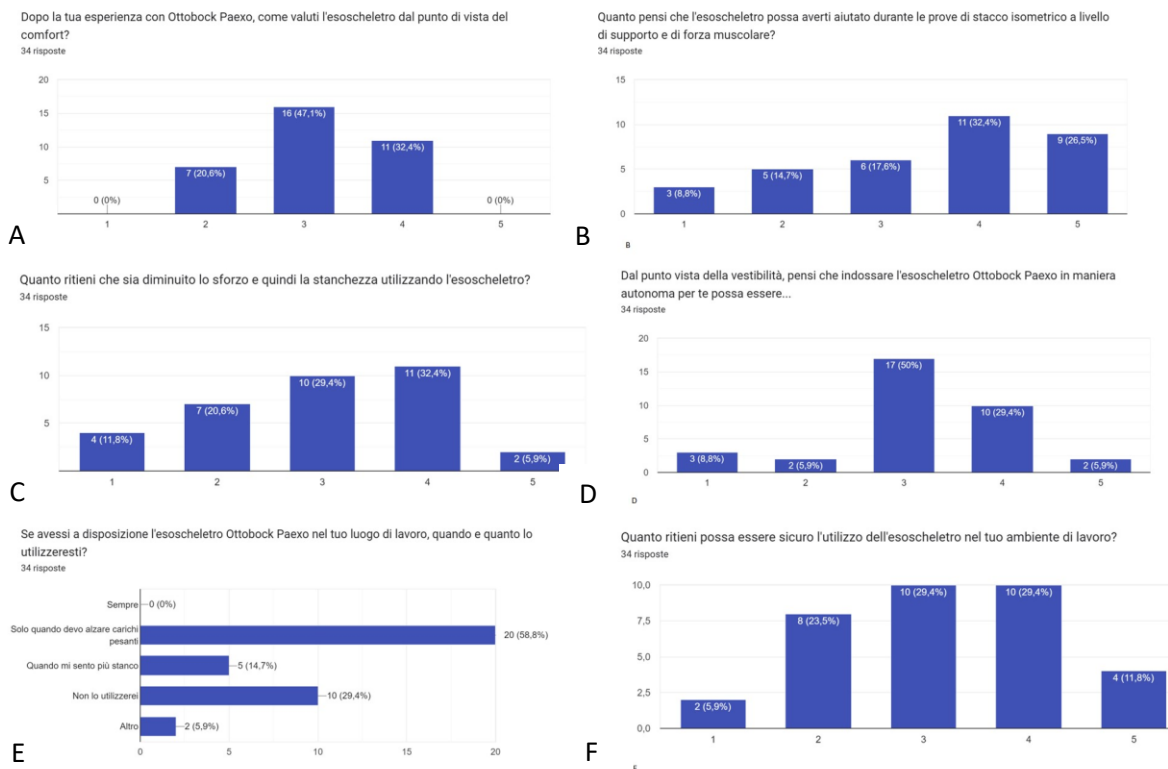 Dopo la tua esperienza con Ottobock Paexo, come valuti l'esoscheletro dal punto di vista del
comfort?
34 risposte
20
15
10
5
0 (0%)
7 (20,6%)
16 (47,1%)
11 (32,4%)
0 (0%)
1
2
3
4
5
A
Quanto pensi che l'esoscheletro possa averti aiutato durante le prove di stacco isometrico a livello
di supporto e di forza muscolare?
34 risposte
15
10
5
0
3 (8,8%)
5 (14,7%)
6 (17,6%)
11 (32,4%)
9 (26,5%)
1
2
3
4
5
B
B
Quanto ritieni che sia diminuito lo sforzo e quindi la stanchezza utilizzando l'esoscheletro?
34 risposte
15
10
5
4 (11,8%)
7 (20,6%)
10 (29,4%)
11 (32,4%)
2 (5,9%)
1
2
3
4
5
C
Dal punto vista della vestibilità, pensi che indossare l'esoscheletro Ottobock Paexo in maniera
autonoma per te possa essere...
34 risposte
20
15
10
5
0
3 (8,8%)
2 (5,9%)
17 (50%)
10 (29,4%)
2 (5,9%)
1
2
3
4
5
D
D
Se avessi a disposizione l'esoscheletro Ottobock Paexo nel tuo luogo di lavoro, quando e quanto lo
utilizzeresti?
34 risposte
Sempre
0 (0%)
Solo quando devo alzare carichi
pesanti
20 (58,8%)
Quando mi sento più stanco
5 (14,7%)
Non lo utilizzerei
10 (29,4%)
Altro
2 (5,9%)
0
5
10
15
20
E
Quanto ritieni possa essere sicuro l'utilizzo dell'esoscheletro nel tuo ambiente di lavoro?
34 risposte
10,0
7,5
5,0
2,5
0,0
2 (5,9%)
8 (23,5%)
10 (29,4%)
10 (29,4%)
4 (11,8%)
1
2
3
4
5
F